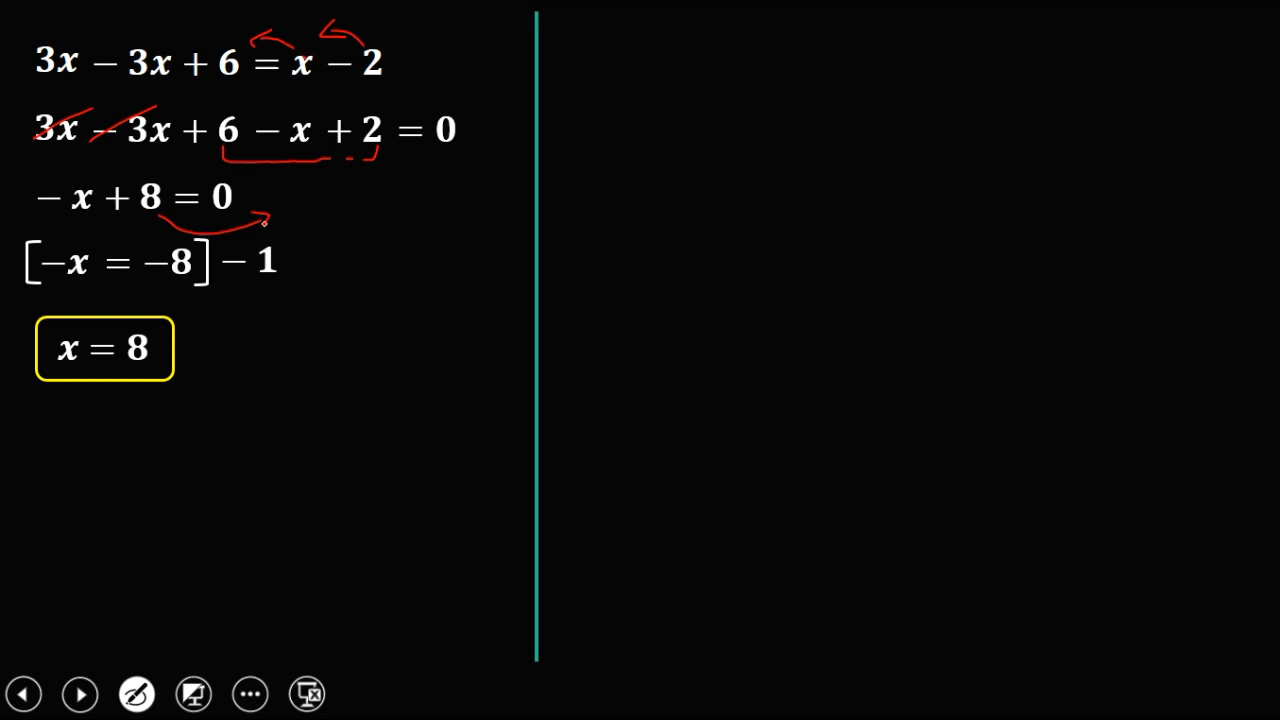 3x − 3x + 6 = x − 2
3x − 3x + 6 − x + 2 = 0
− x + 8 = 0
[−x = −8] − 1
x = 8